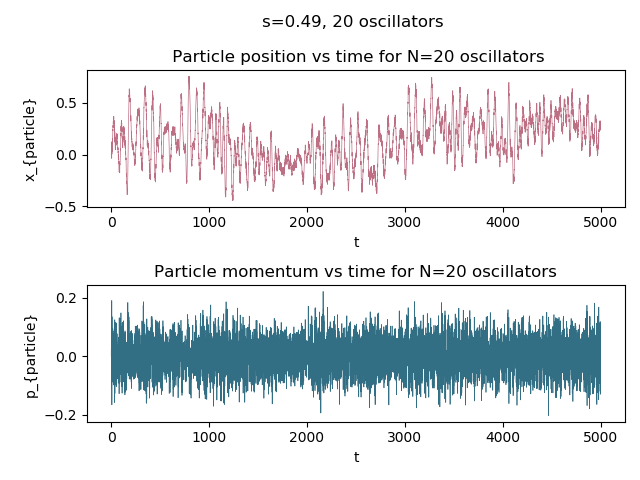 s=0.49, 20 oscillators
Particle position vs time for N=20 oscillators
x_{particle}
0.5
0.0
−0.5
0 1000 2000 3000 4000 5000
t
Particle momentum vs time for N=20 oscillators
p_{particle}
0.2
0.0
−0.2
0 1000 2000 3000 4000 5000
t